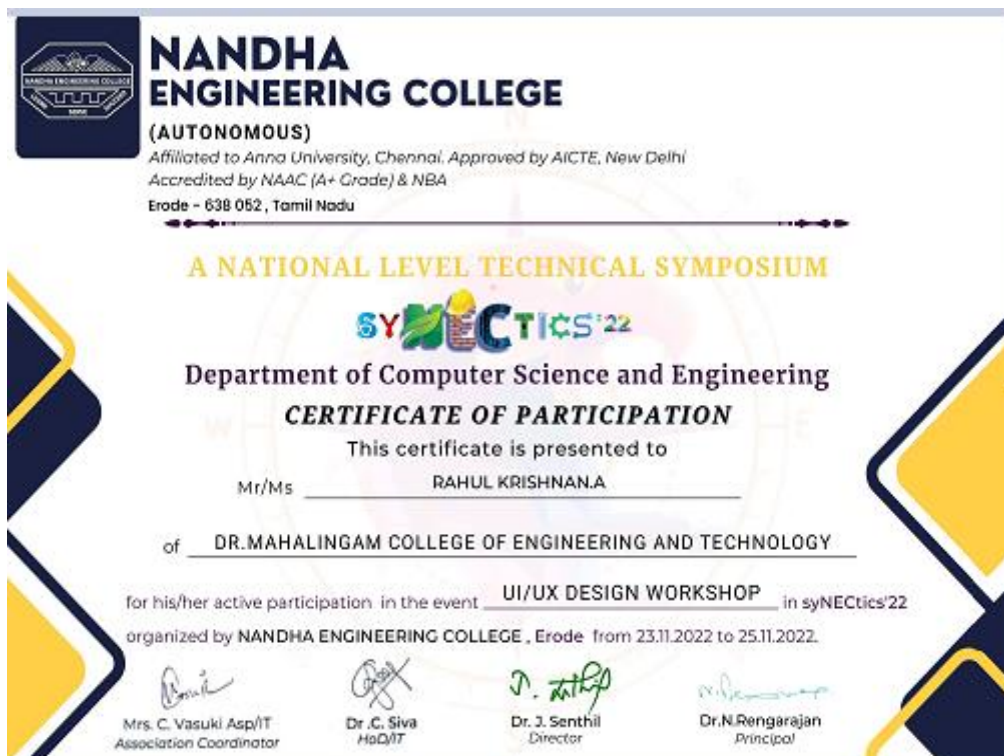 NANDHA
ENGINEERING COLLEGE
NANDHA ENGINEERING COLLEGE
(AUTONOMOUS)
Affiliated to Anna University, Chennai. Approved by AICTE, New Delhi
Accredited by NAAC (A+ Grade) & NBA
Erode - 638 052 , Tamil Nadu
A NATIONAL LEVEL TECHNICAL SYMPOSIUM
SYNECTICS'22
Department of Computer Science and Engineering
CERTIFICATE OF PARTICIPATION
This certificate is presented to
Mr/Ms RAHUL KRISHNAN.A
of DR.MAHALINGAM COLLEGE OF ENGINEERING AND TECHNOLOGY
for his/her active participation in the event UI/UX DESIGN WORKSHOP in syNECtics'22
organized by NANDHA ENGINEERING COLLEGE , Erode from 23.11.2022 to 25.11.2022.
Mrs. C. Vasuki Asp/IT Dr .C. Siva Dr. J. Senthil Dr.N.Rengarajan
Association Coordinator HoD/IT Director Principal